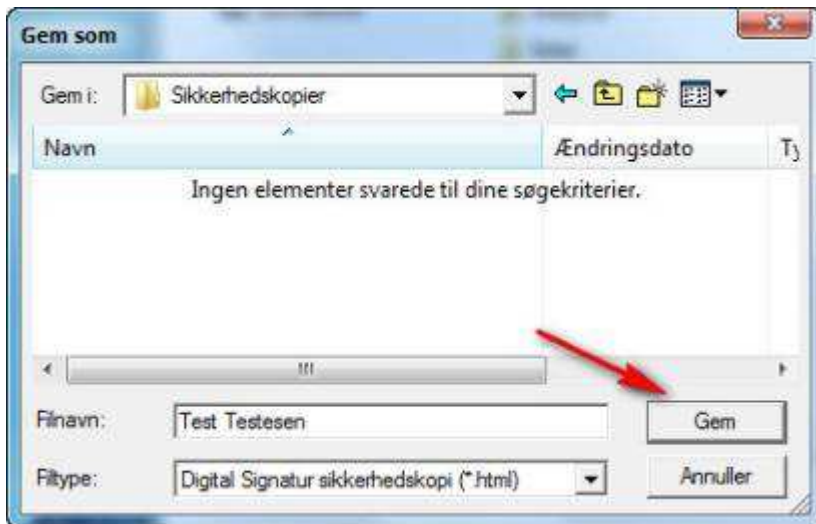 Gem som
Gem i: Sikkerhedskopier
Navn Ændringsdato
Ingen elementer svarede til dine søgekriterier.
Filnavn: Test Testesen Gem
Filtype: Digital Signatur sikkerhedskopi (*.html) Annuller